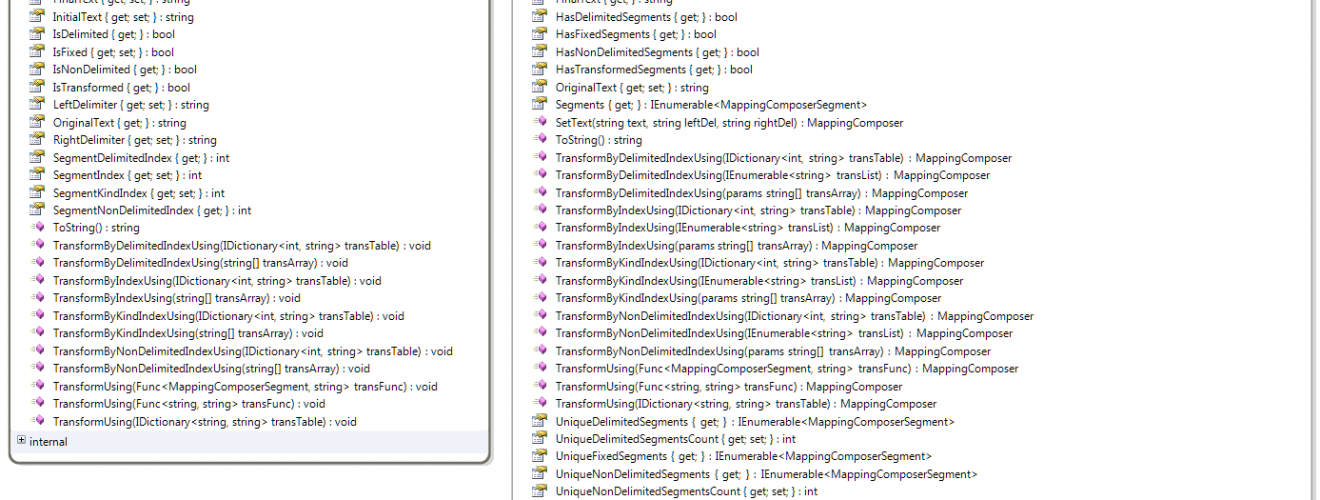 FinalText { get; set; } : string
InitialText { get; set; } : string
IsDelimited { get; } : bool
IsFixed { get; set; } : bool
IsNonDelimited { get; } : bool
IsTransformed { get; } : bool
LeftDelimiter { get; set; } : string
OriginalText { get; } : string
RightDelimiter { get; set; } : string
SegmentDelimitedIndex { get; } : int
SegmentIndex { get; set; } : int
SegmentKindIndex { get; set; } : int
SegmentNonDelimitedIndex { get; } : int
ToString() : string
TransformByDelimitedIndexUsing(IDictionary<int, string> transTable) : void
TransformByDelimitedIndexUsing(string[] transArray) : void
TransformByIndexUsing(IDictionary<int, string> transTable) : void
TransformByIndexUsing(string[] transArray) : void
TransformByKindIndexUsing(IDictionary<int, string> transTable) : void
TransformByKindIndexUsing(string[] transArray) : void
TransformByNonDelimitedIndexUsing(IDictionary<int, string> transTable) : void
TransformByNonDelimitedIndexUsing(string[] transArray) : void
TransformUsing(Func<MappingComposerSegment, string> transFunc) : void
TransformUsing(Func<string, string> transFunc) : void
TransformUsing(IDictionary<string, string> transTable) : void
internal
FinalText { get; } : string
HasDelimitedSegments { get; } : bool
HasFixedSegments { get; } : bool
HasNonDelimitedSegments { get; } : bool
HasTransformedSegments { get; } : bool
OriginalText { get; set; } : string
Segments { get; } : IEnumerable<MappingComposerSegment>
SetText(string text, string leftDel, string rightDel) : MappingComposer
ToString() : string
TransformByDelimitedIndexUsing(IDictionary<int, string> transTable) : MappingComposer
TransformByDelimitedIndexUsing(IEnumerable<string> transList) : MappingComposer
TransformByDelimitedIndexUsing(params string[] transArray) : MappingComposer
TransformByIndexUsing(IDictionary<int, string> transTable) : MappingComposer
TransformByIndexUsing(IEnumerable<string> transList) : MappingComposer
TransformByIndexUsing(params string[] transArray) : MappingComposer
TransformByKindIndexUsing(IDictionary<int, string> transTable) : MappingComposer
TransformByKindIndexUsing(IEnumerable<string> transList) : MappingComposer
TransformByKindIndexUsing(params string[] transArray) : MappingComposer
TransformByNonDelimitedIndexUsing(IDictionary<int, string> transTable) : MappingComposer
TransformByNonDelimitedIndexUsing(IEnumerable<string> transList) : MappingComposer
TransformByNonDelimitedIndexUsing(params string[] transArray) : MappingComposer
TransformUsing(Func<MappingComposerSegment, string> transFunc) : MappingComposer
TransformUsing(Func<string, string> transFunc) : MappingComposer
TransformUsing(IDictionary<string, string> transTable) : MappingComposer
UniqueDelimitedSegments { get; } : IEnumerable<MappingComposerSegment>
UniqueDelimitedSegmentsCount { get; set; } : int
UniqueFixedSegments { get; } : IEnumerable<MappingComposerSegment>
UniqueNonDelimitedSegments { get; } : IEnumerable<MappingComposerSegment>
UniqueNonDelimitedSegmentsCount { get; set; } : int